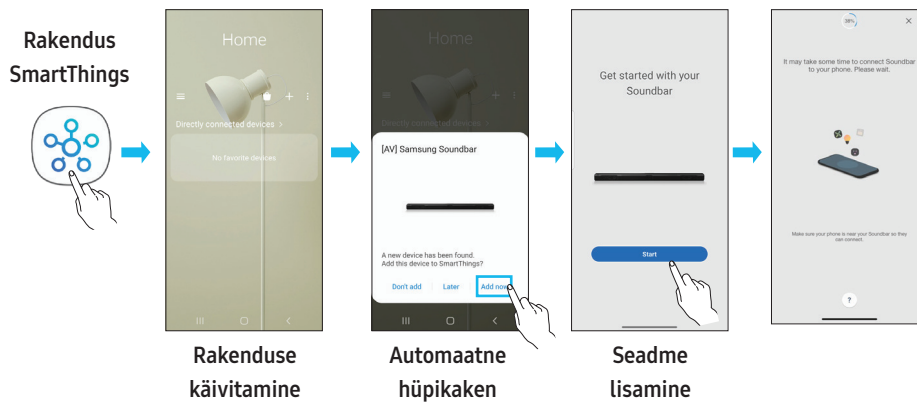 Rakendus
SmartThings
Home
Directly connected devices >
No favorite devices
Rakenduse
käivitamine
Home
Directly connected devices >
[AV] Samsung Soundbar
A new device has been found.
Add this device to SmartThings?
Don't add Later Add now
Automaatne
hüpikaken
Get started with your
Soundbar
Start
Seadme
lisamine
38%
It may take some time to connect Soundbar
to your phone. Please wait.
Make sure your phone is near your Soundbar so they
can connect.
?